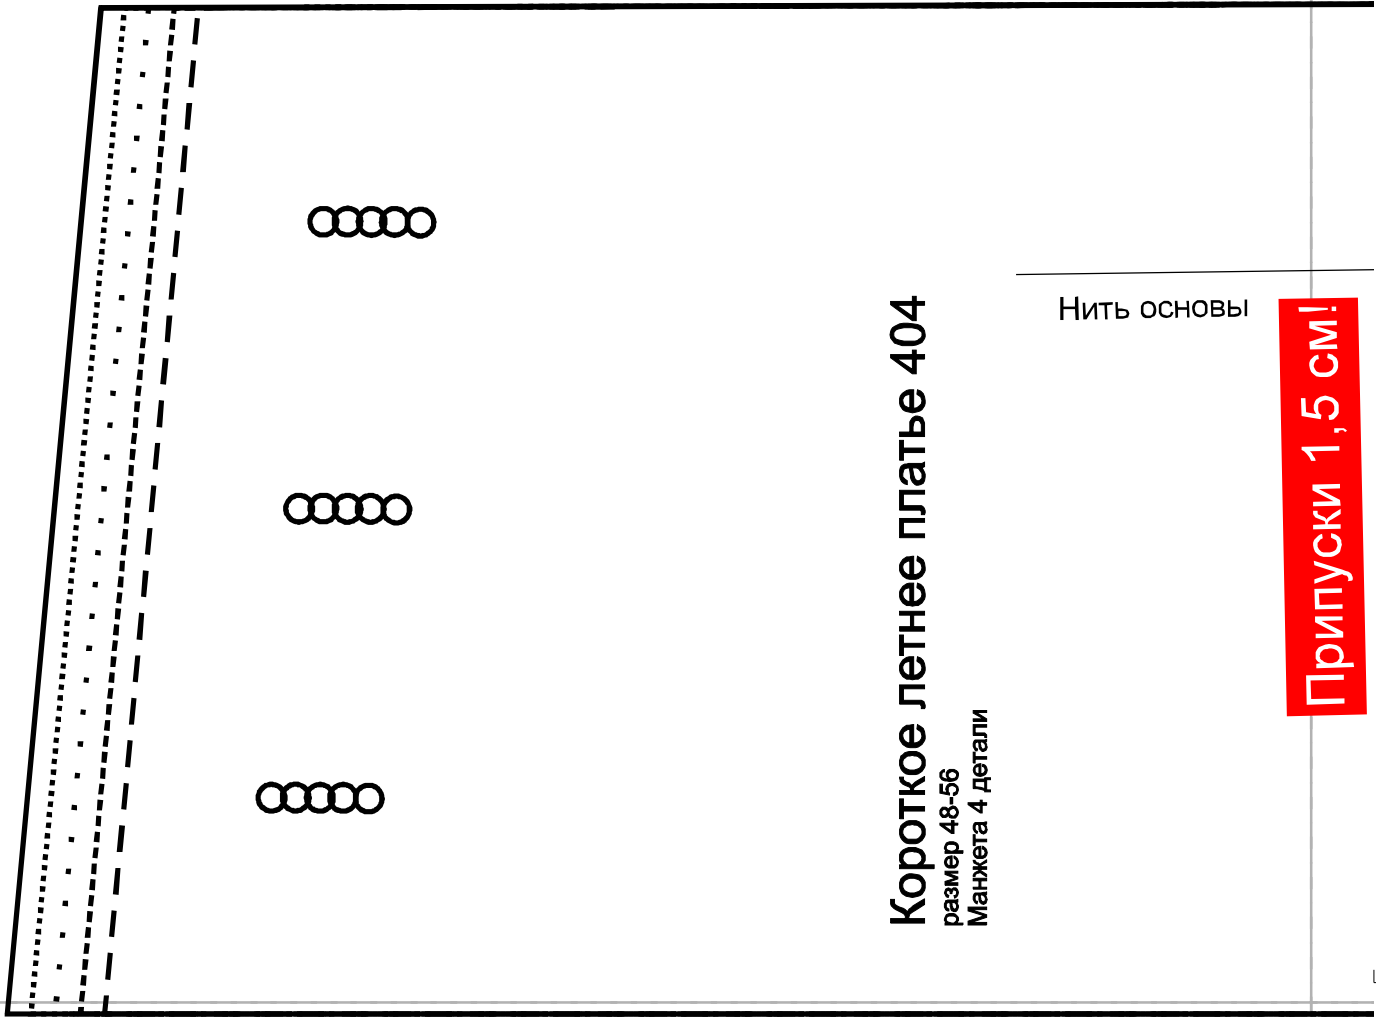 Короткое летнее платье 404
размер 48-56
Манжета 4 детали
Нить основы
Припуски 1,5 см!